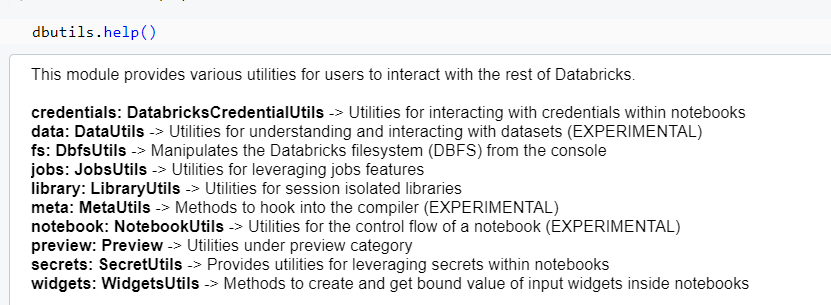 dbutils.help()
This module provides various utilities for users to interact with the rest of Databricks.
credentials: DatabricksCredentialUtils -> Utilities for interacting with credentials within notebooks
data: DataUtils -> Utilities for understanding and interacting with datasets (EXPERIMENTAL)
fs: DbfsUtils -> Manipulates the Databricks filesystem (DBFS) from the console
jobs: JobsUtils -> Utilities for leveraging jobs features
library: LibraryUtils -> Utilities for session isolated libraries
meta: MetaUtils -> Methods to hook into the compiler (EXPERIMENTAL)
notebook: NotebookUtils -> Utilities for the control flow of a notebook (EXPERIMENTAL)
preview: Preview -> Utilities under preview category
secrets: SecretUtils -> Provides utilities for leveraging secrets within notebooks
widgets: WidgetsUtils -> Methods to create and get bound value of input widgets inside notebooks